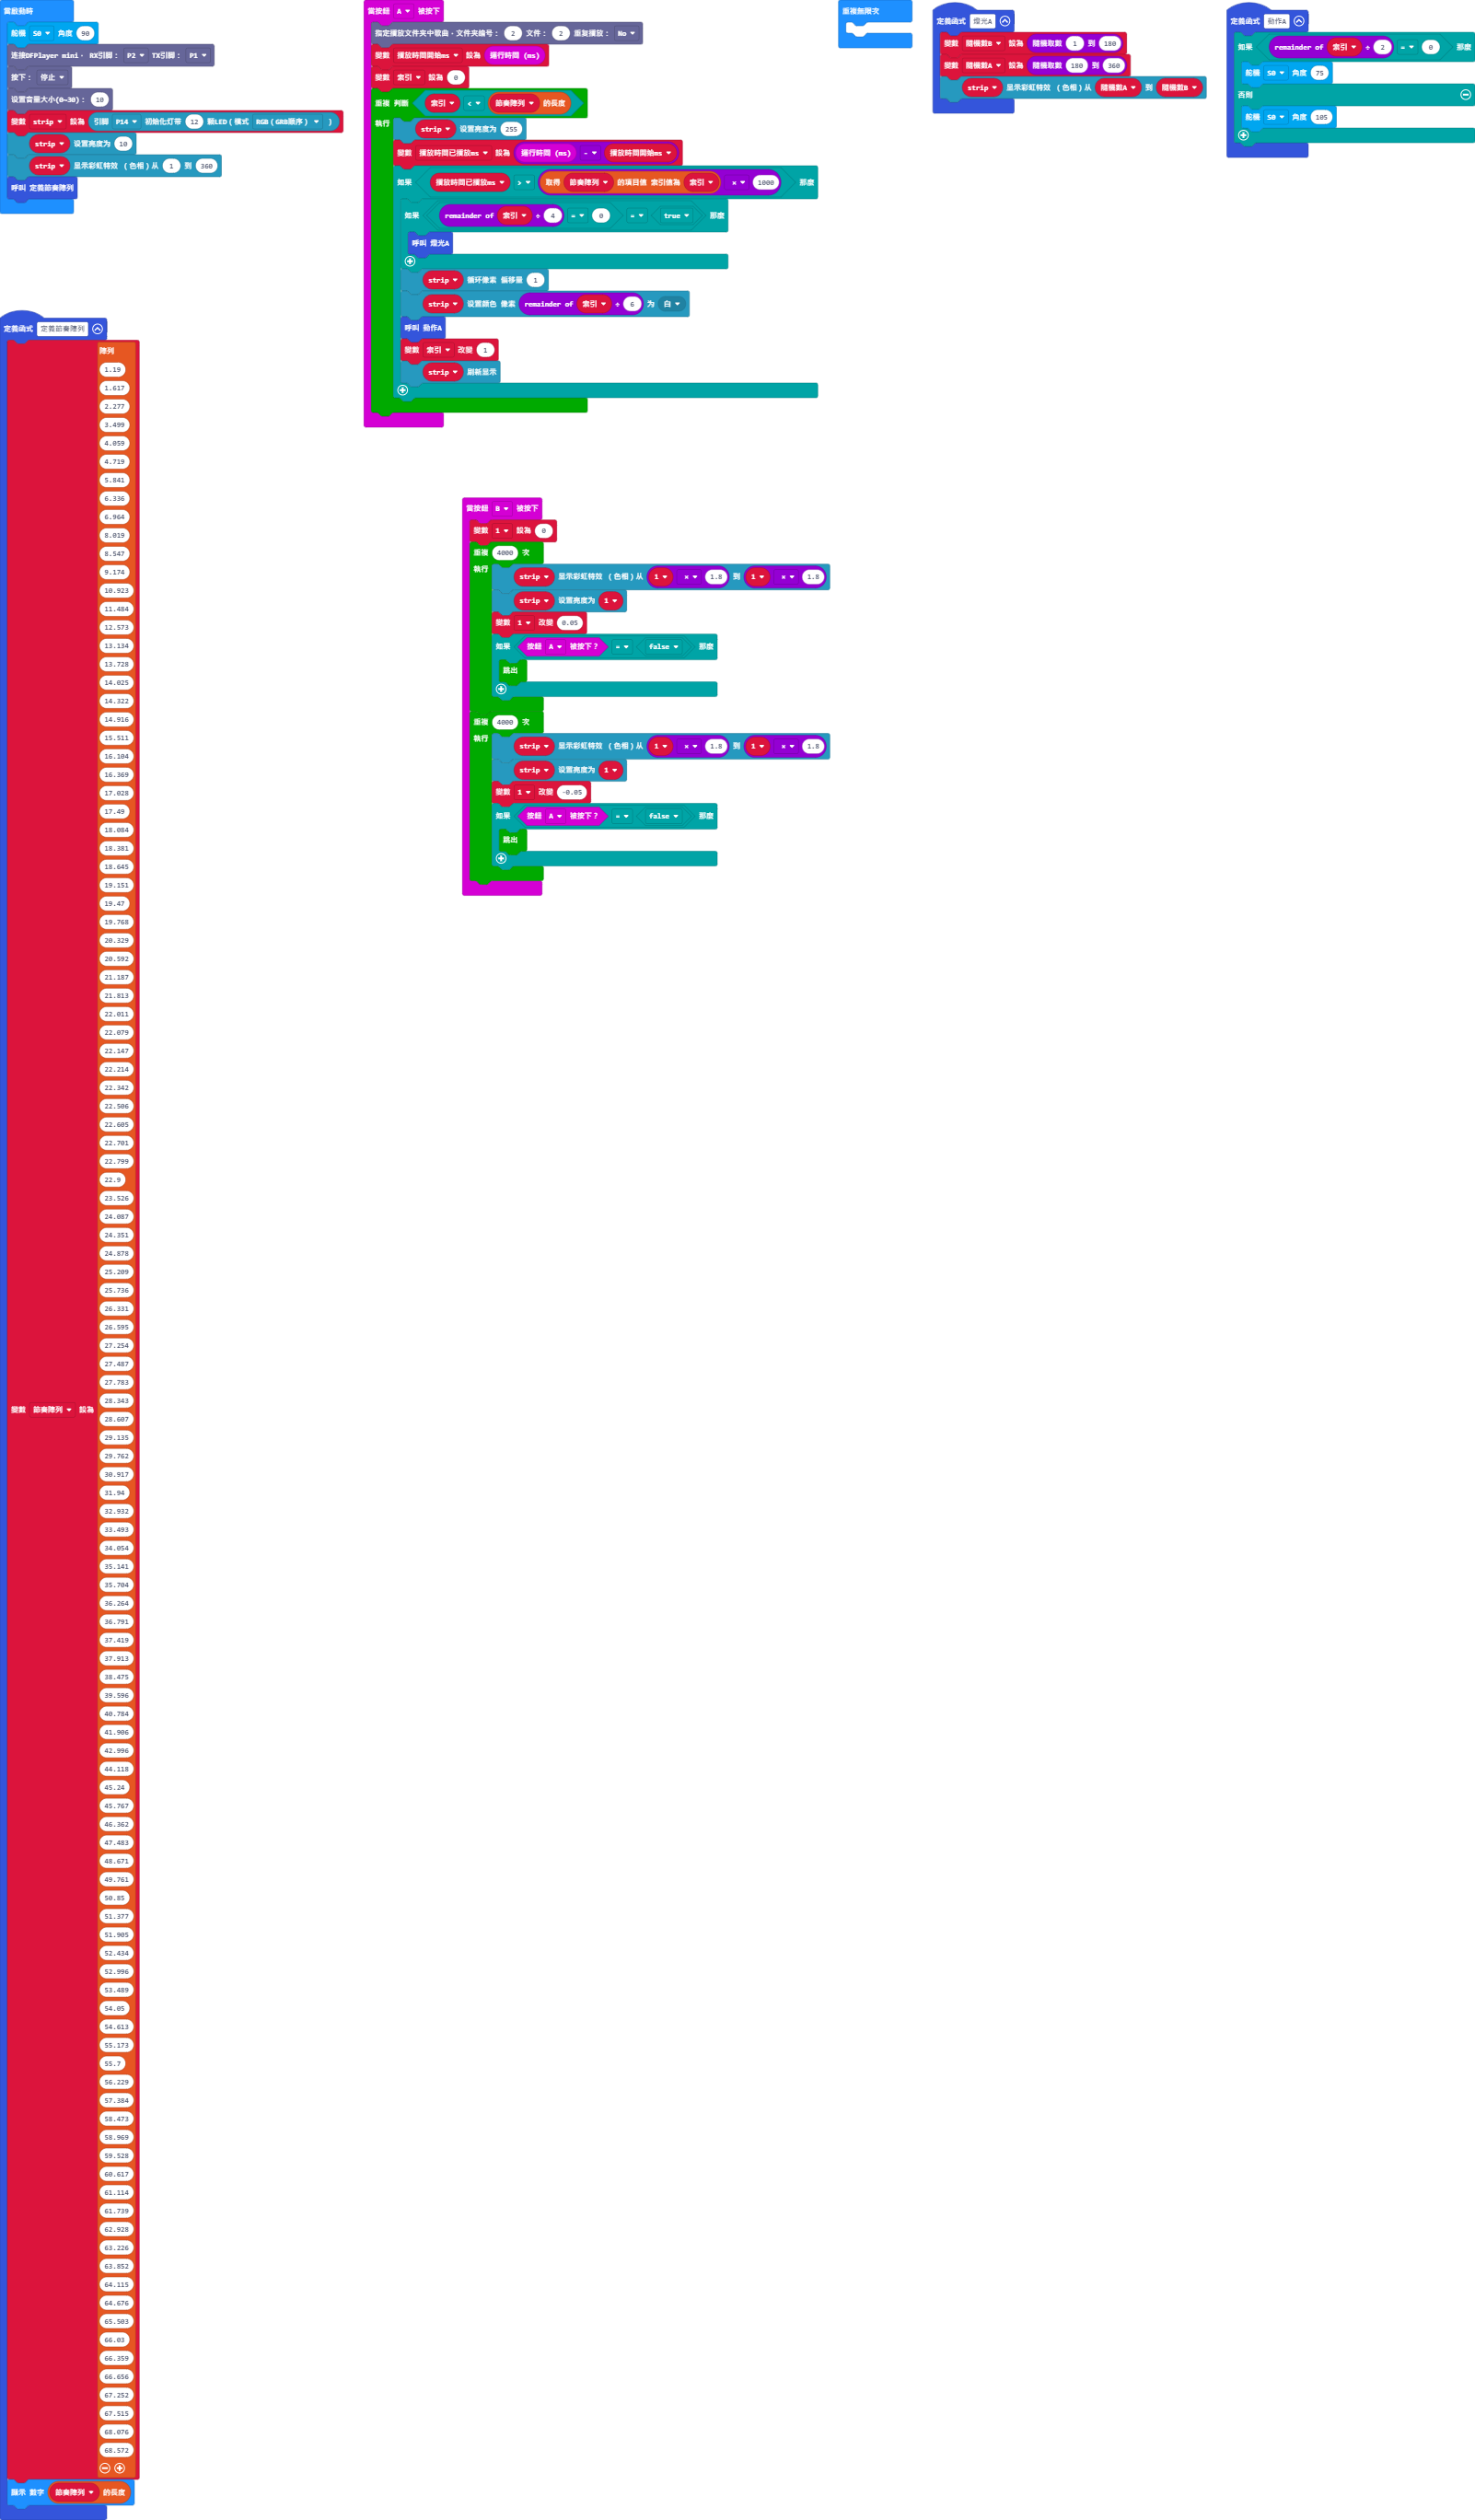 當啟動時
舵機 S0 角度 90
连接DFPlayer mini, RX引脚: P2 TX引脚: P1
按下: 停止
设置音量大小(0~30): 10
變數 strip 設為 引脚 P14 初始化灯带 12 颗LED(模式 RGB (GRB顺序) )
strip 设置亮度为 10
strip 显示彩虹特效 (色相)从 1 到 360
呼叫 定義節奏陣列
當按鈕 A 被按下
指定播放文件夹中歌曲,文件夹编号: 2 文件: 2 重复播放: No
變數 播放時間開始ms 設為 運行時間 (ms)
變數 索引 設為 0
重複 判斷 索引 < 節奏陣列 的長度
執行
strip 设置亮度为 255
變數 播放時間已播放ms 設為 運行時間 (ms) - 播放時間開始ms
如果 播放時間已播放ms > 取得 節奏陣列 的項目值 索引值為 索引 × 1000 那麼
如果 remainder of 索引 ÷ 4 = 0 = true 那麼
呼叫 燈光A
strip 循环像素 偏移量 1
strip 设置颜色 像素 remainder of 索引 ÷ 6 为 白
呼叫 動作A
變數 索引 改變 1
strip 刷新显示
重複無限次
定義函式 燈光A
變數 隨機數B 設為 隨機取數 1 到 180
變數 隨機數A 設為 隨機取數 180 到 360
strip 显示彩虹特效 (色相)从 隨機數A 到 隨機數B
定義函式 動作A
如果 remainder of 索引 ÷ 2 = 0 那麼
舵機 S0 角度 75
否則
舵機 S0 角度 105
當按鈕 B 被按下
變數 1 設為 0
重複 4000 次
執行
strip 显示彩虹特效 (色相)从 1 × 1.8 到 1 × 1.8
strip 设置亮度为 1
變數 1 改變 0.05
如果 按鈕 A 被按下? = false 那麼
跳出
重複 4000 次
執行
strip 显示彩虹特效 (色相)从 1 × 1.8 到 1 × 1.8
strip 设置亮度为 1
變數 1 改變 -0.05
如果 按鈕 A 被按下? = false 那麼
跳出
定義函式 定義節奏陣列
變數 節奏陣列 設為
陣列
1.19
1.617
2.277
3.499
4.059
4.719
5.841
6.336
6.964
8.019
8.547
9.174
10.923
11.484
12.573
13.134
13.728
14.025
14.322
14.916
15.511
16.104
16.369
17.028
17.49
18.084
18.381
18.645
19.151
19.47
19.768
20.329
20.592
21.187
21.813
22.011
22.079
22.147
22.214
22.342
22.506
22.605
22.701
22.799
22.9
23.526
24.087
24.351
24.878
25.209
25.736
26.331
26.595
27.254
27.487
27.783
28.343
28.607
29.135
29.762
30.917
31.94
32.932
33.493
34.054
35.141
35.704
36.264
36.791
37.419
37.913
38.475
39.596
40.784
41.906
42.996
44.118
45.24
45.767
46.362
47.483
48.671
49.761
50.85
51.377
51.905
52.434
52.996
53.489
54.05
54.613
55.173
55.7
56.229
57.384
58.473
58.969
59.528
60.617
61.114
61.739
62.928
63.226
63.852
64.115
64.676
65.503
66.03
66.359
66.656
67.252
67.515
68.076
68.572
顯示 數字 節奏陣列 的長度